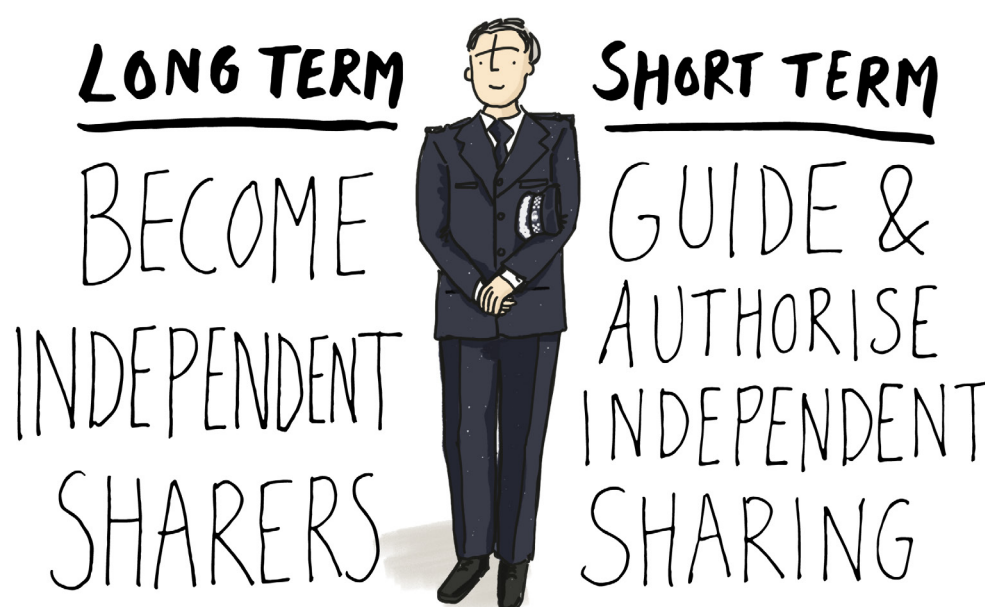 LONG TERM
BECOME
INDEPENDENT
SHARERS
SHORT TERM
GUIDE &
AUTHORISE
INDEPENDENT
SHARING